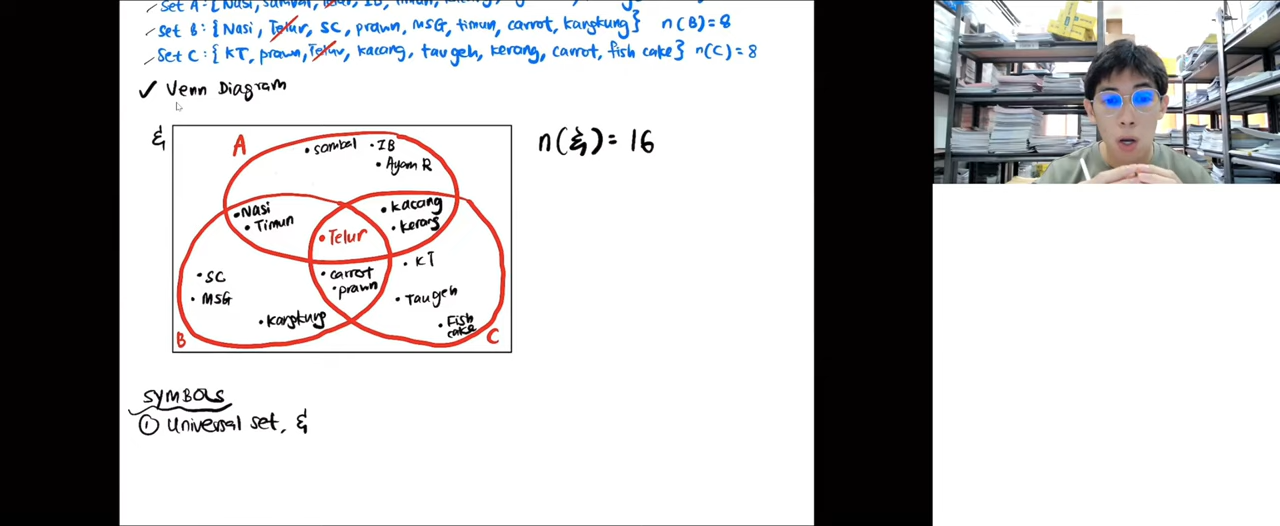 Set B: {Nasi, Telur, SC, prawn, MSG, timun, carrot, kangkung} n(B)=8
Set C: {KT, prawn, Telur, kacang, taugeh, kerang, carrot, fish cake} n(C)=8
✓ Venn Diagram
ξ
A
• sambal • IB
• Ayam R
n(ξ)= 16
• Nasi
• Timun
• kacang
• kerang
• Telur
• SC
• MSG
• carrot
• prawn
• KT
• Taugeh
• kangkung
• Fish cake
B
C
SYMBOLS
① Universal set, ξ